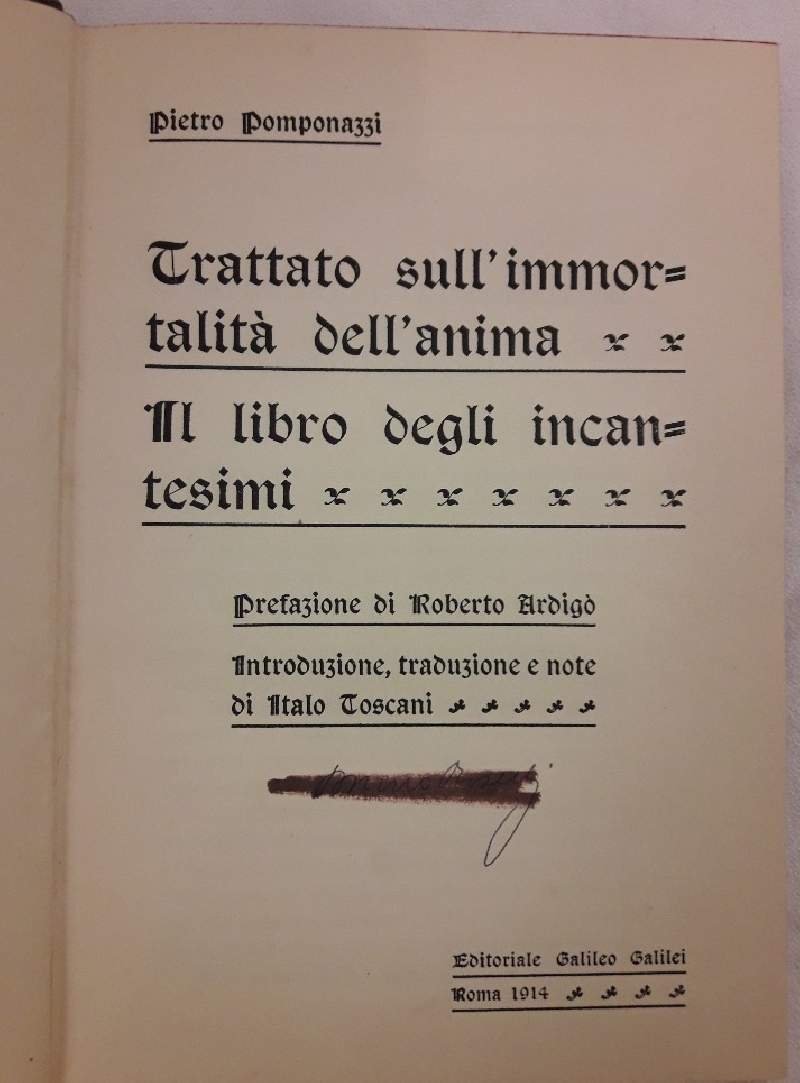 Pietro Pomponazzi
Trattato sull'immor=
talità dell'anima
Il libro degli incan=
tesimi
Prefazione di Roberto Ardigò
Introduzione, traduzione e note
di Italo Toscani
Editoriale Galileo Galilei
Roma 1914